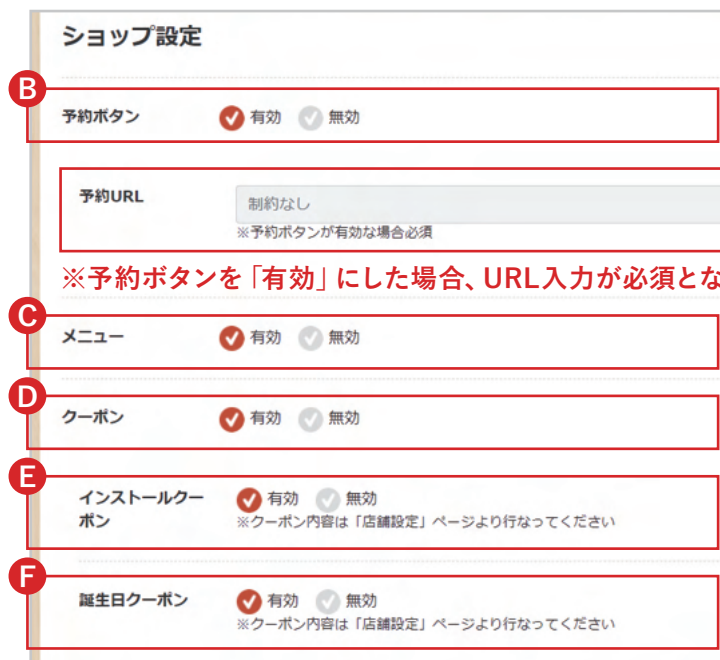 ショップ設定
B
予約ボタン 有効 無効
予約URL 制約なし
※予約ボタンが有効な場合必須
※予約ボタンを「有効」にした場合、URL入力が必須とな
C
メニュー 有効 無効
D
クーポン 有効 無効
E
インストールクー 有効 無効
ポン ※クーポン内容は「店舗設定」ページより行なってください
F
誕生日クーポン 有効 無効
※クーポン内容は「店舗設定」ページより行なってください